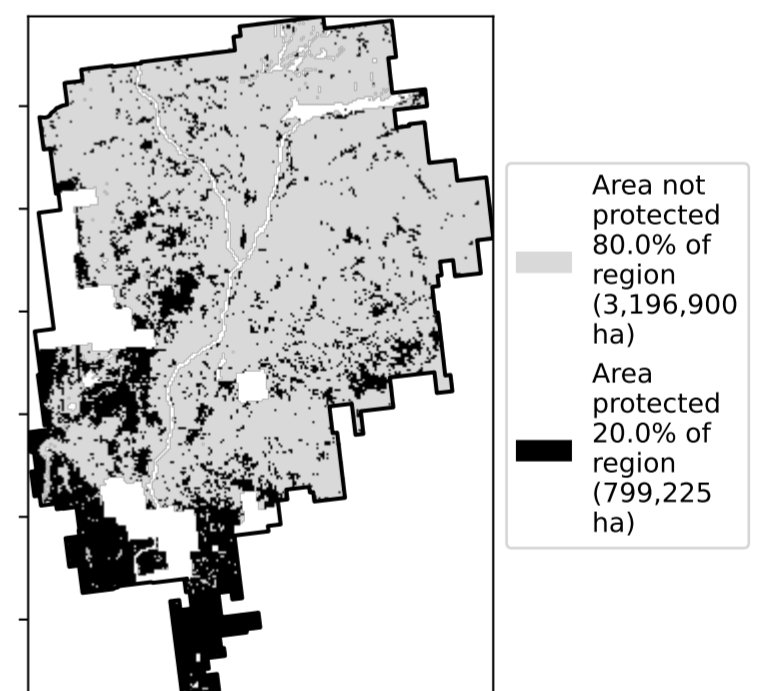 Area not
protected
80.0% of
region
(3,196,900
ha)
Area
protected
20.0% of
region
(799,225
ha)